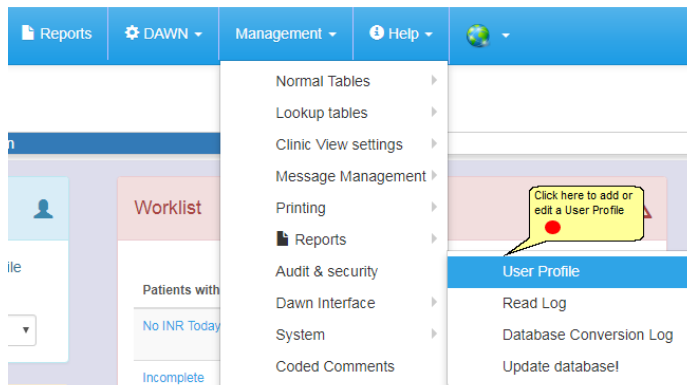 Reports
DAWN
Management
Help
Normal Tables
Lookup tables
Clinic View settings
Message Management
Printing
Reports
Audit & security
Dawn Interface
System
Coded Comments
Worklist
Patients with
No INR Today
Incomplete
Click here to add or
edit a User Profile
User Profile
Read Log
Database Conversion Log
Update database!